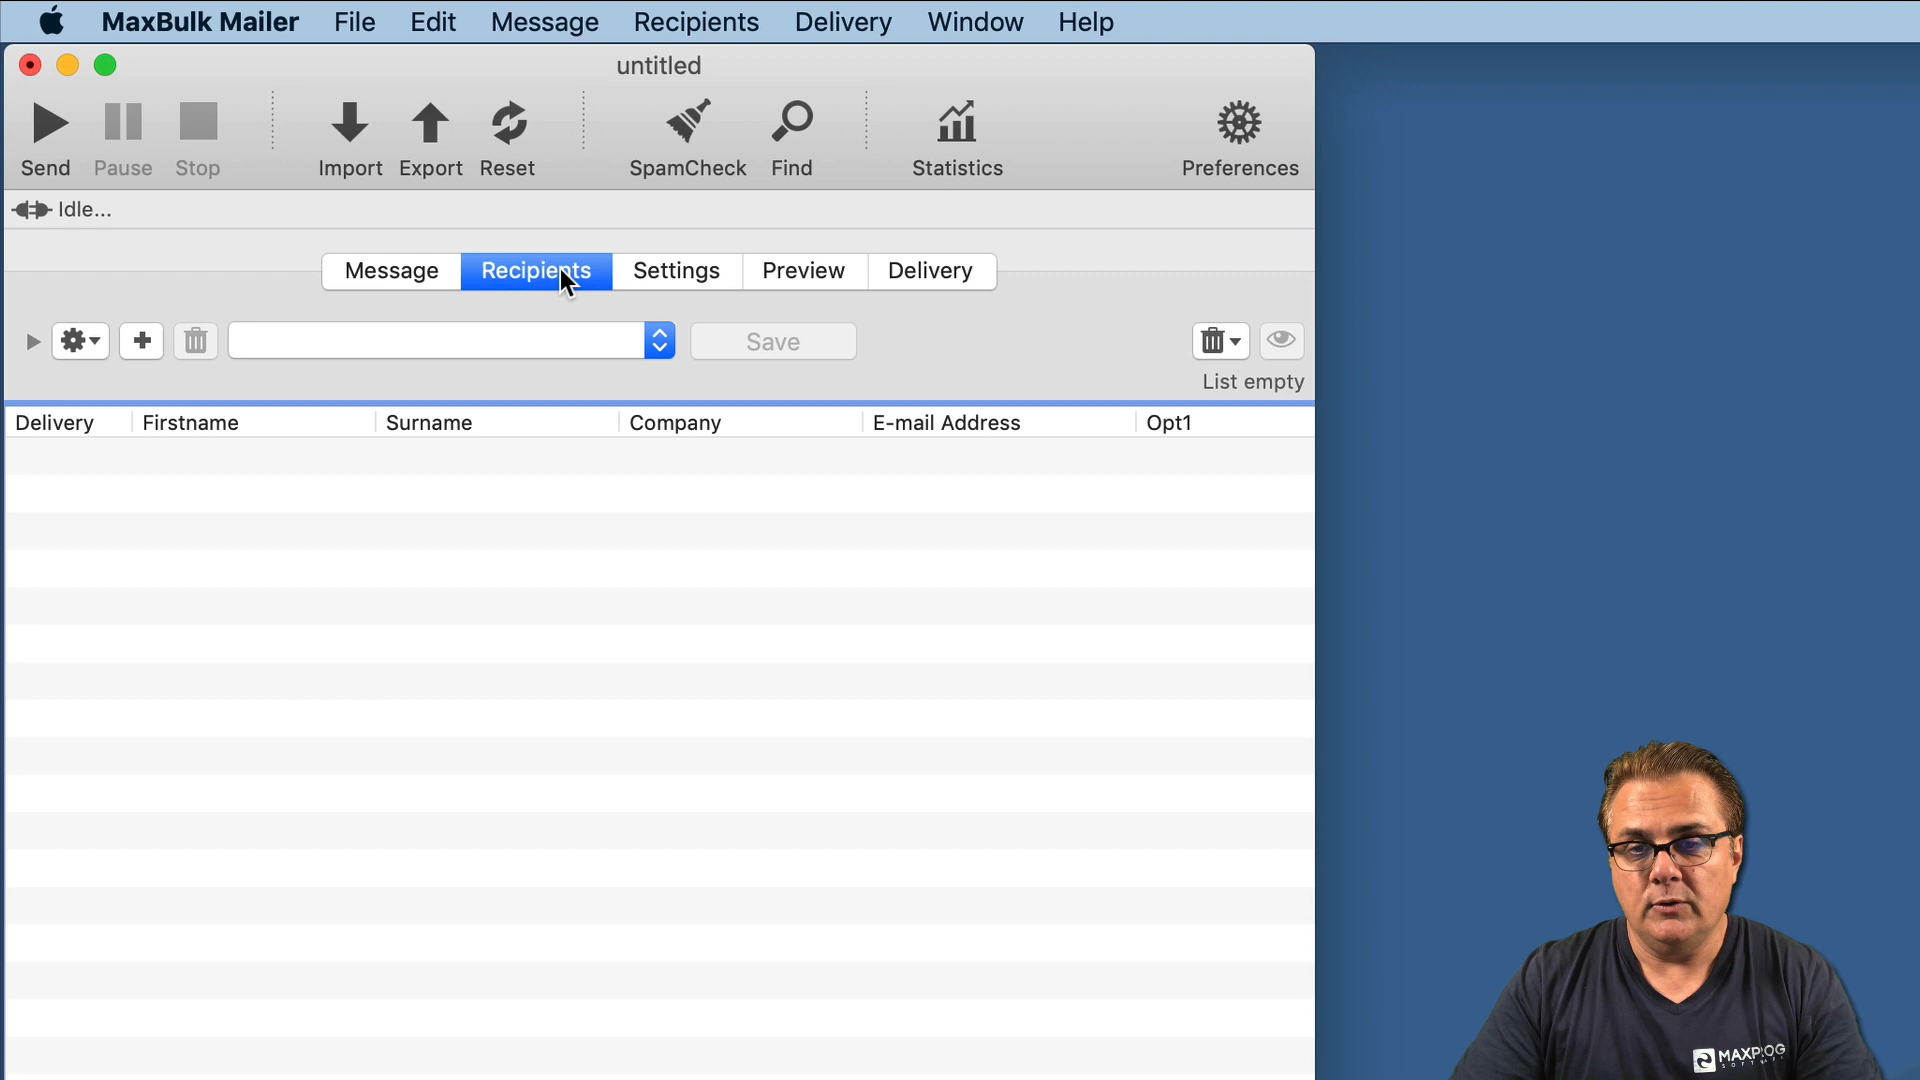 MaxBulk Mailer File Edit Message Recipients Delivery Window Help
untitled
Send Pause Stop Import Export Reset SpamCheck Find Statistics Preferences
Idle...
Message Recipients Settings Preview Delivery
Save
List empty
Delivery Firstname Surname Company E-mail Address Opt1
MAXPROG
SOFTWARE